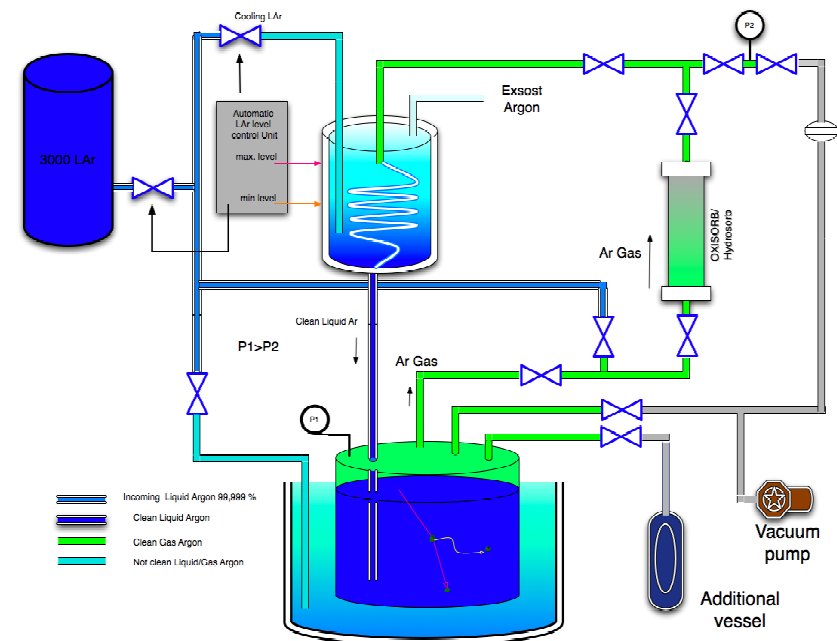 Cooling LAr
P2
Exsost
Argon
Automatic
LAr level
control Unit
max. level
min level
3000 LAr
OXISORB/
Hydrosorb
Ar Gas
Clean Liquid Ar
P1>P2
Ar Gas
P1
Incoming Liquid Argon 99,999 %
Clean Liquid Argon
Clean Gas Argon
Not clean Liquid/Gas Argon
Vacuum
pump
Additional
vessel